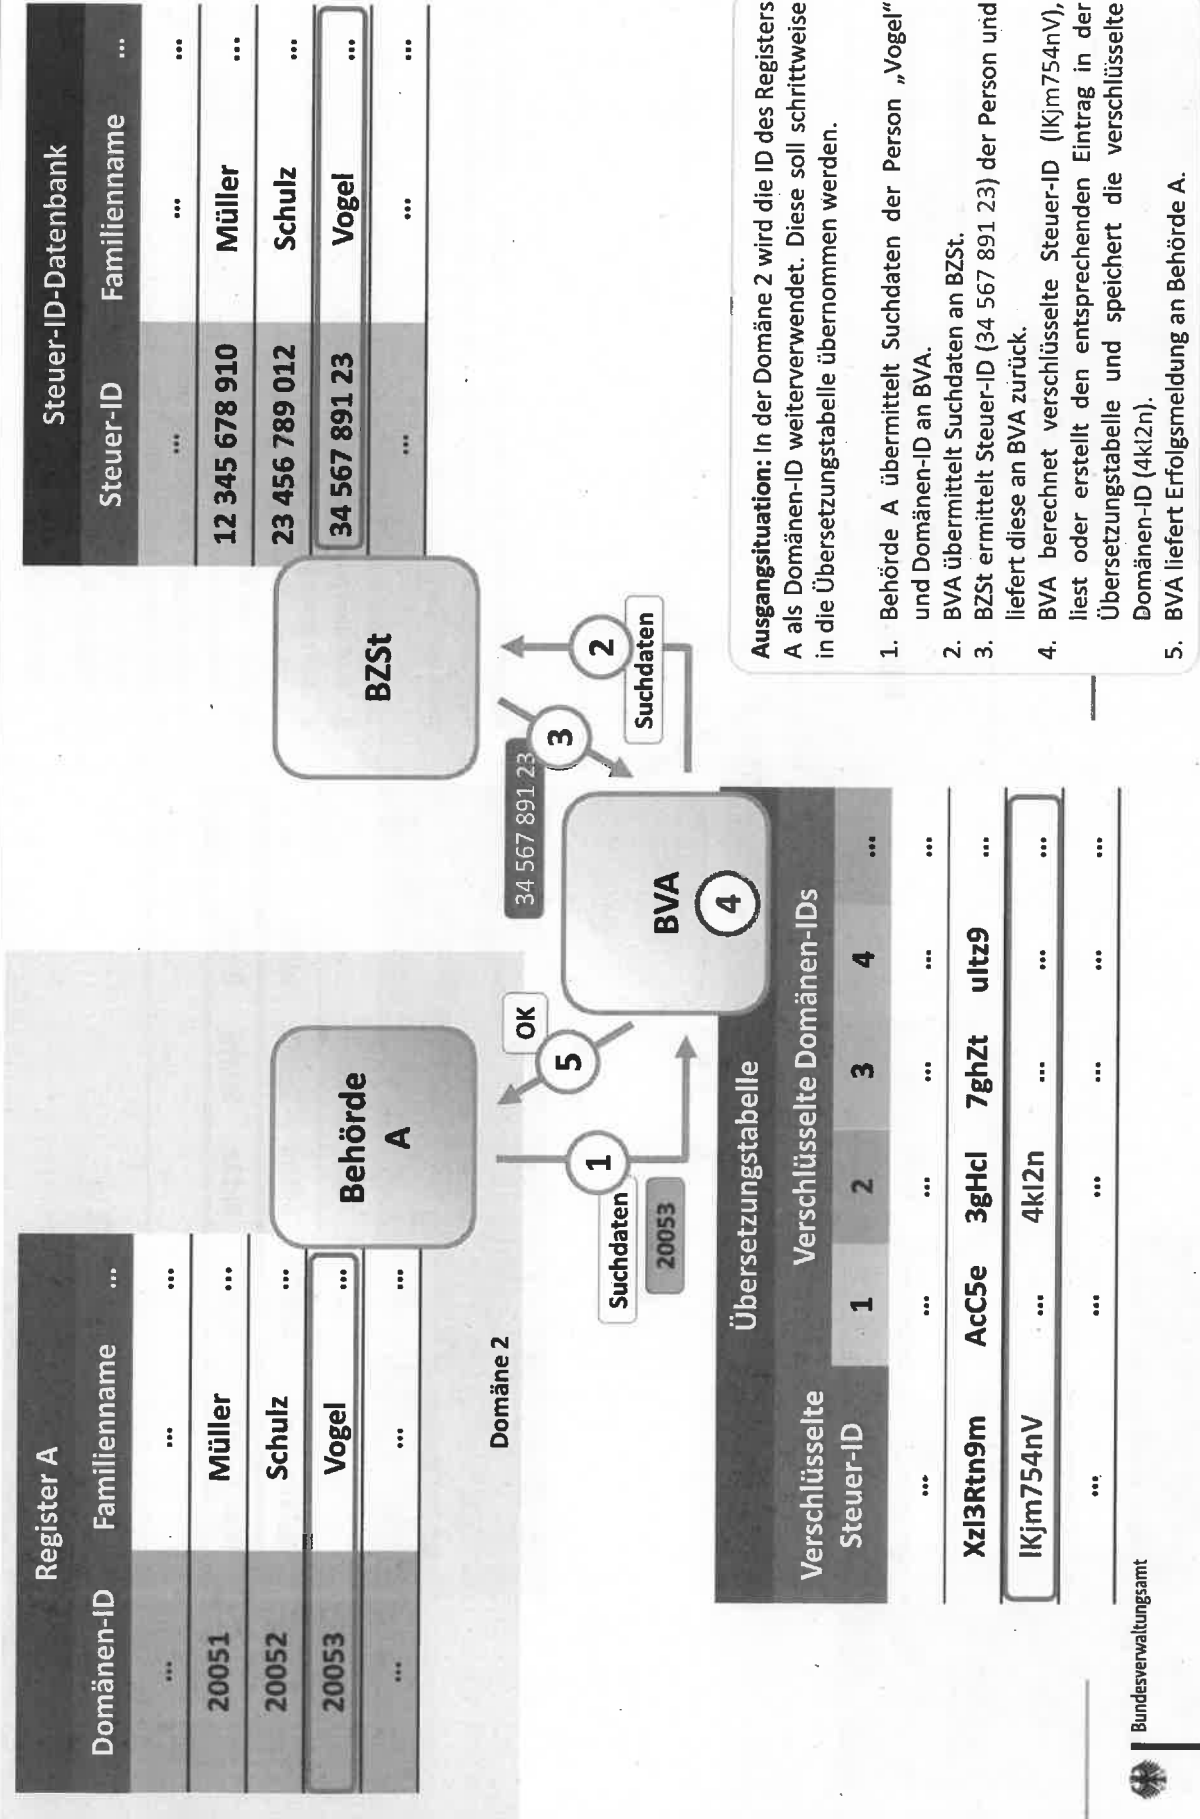 Register A
Domänen-ID Familienname ...
... ... ...
20051 Müller ...
20052 Schulz ...
20053 Vogel ...
... ... ...
Domäne 2
Behörde
A
Steuer-ID-Datenbank
Steuer-ID Familienname ...
... ... ...
12 345 678 910 Müller ...
23 456 789 012 Schulz ...
34 567 891 23 Vogel ...
... ... ...
BZSt
1
Suchdaten
20053
5
OK
34 567 891 23
3
2
Suchdaten
BVA
4
Übersetzungstabelle
Verschlüsselte Verschlüsselte Domänen-IDs
Steuer-ID 1 2 3 4 ...
... ... ... ... ... ...
Xzl3Rtn9m AcC5e 3gHcl 7ghZt ultz9 ...
lKjm754nV ... 4kl2n ... ... ...
... ... ... ... ... ...
Ausgangsituation: In der Domäne 2 wird die ID des Registers
A als Domänen-ID weiterverwendet. Diese soll schrittweise
in die Übersetzungstabelle übernommen werden.
1. Behörde A übermittelt Suchdaten der Person „Vogel“
und Domänen-ID an BVA.
2. BVA übermittelt Suchdaten an BZSt.
3. BZSt ermittelt Steuer-ID (34 567 891 23) der Person und
liefert diese an BVA zurück.
4. BVA berechnet verschlüsselte Steuer-ID (lKjm754nV),
liest oder erstellt den entsprechenden Eintrag in der
Übersetzungstabelle und speichert die verschlüsselte
Domänen-ID (4kl2n).
5. BVA liefert Erfolgsmeldung an Behörde A.
Bundesverwaltungsamt